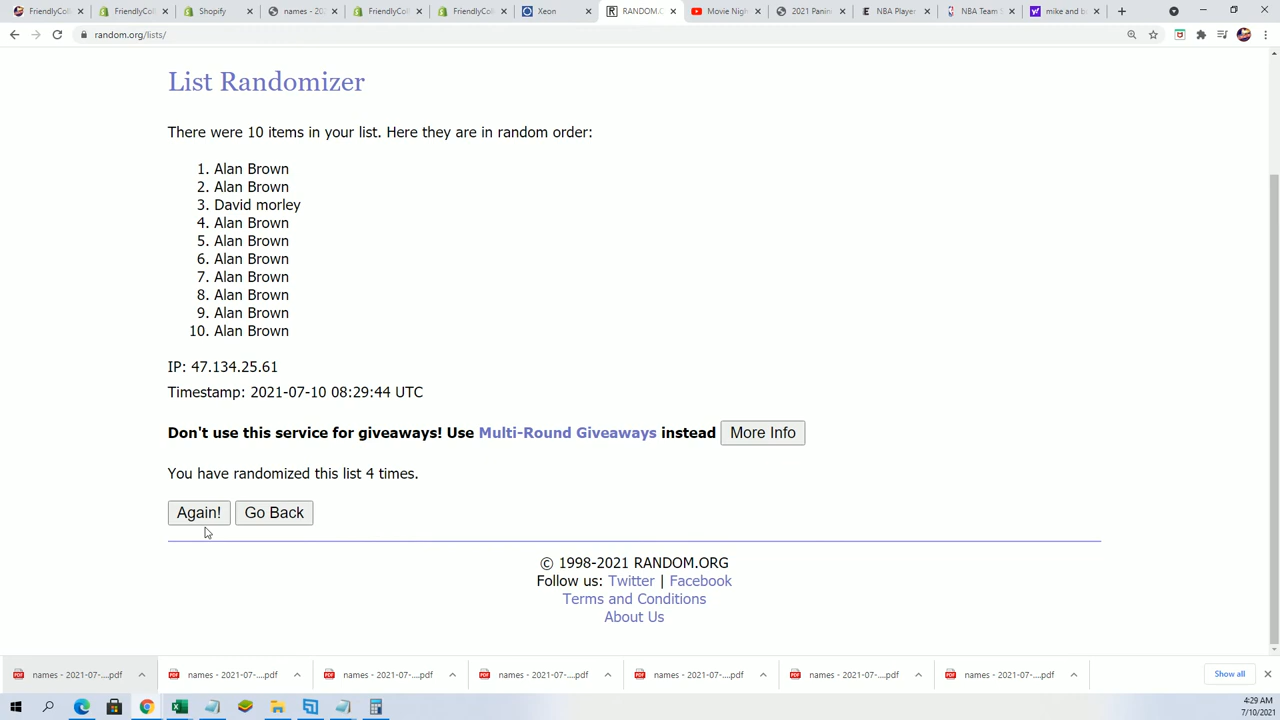 FriendlyCo
FriendlyCo
Shopify
names - 202
FriendlyCo
FriendlyCo
Xeon
RANDOM.O
Movie Nigh
2021 Panin
NBA Player
NBA Team S
mike and b
random.org/lists/
List Randomizer
There were 10 items in your list. Here they are in random order:
1. Alan Brown
2. Alan Brown
3. David morley
4. Alan Brown
5. Alan Brown
6. Alan Brown
7. Alan Brown
8. Alan Brown
9. Alan Brown
10. Alan Brown
IP: 47.134.25.61
Timestamp: 2021-07-10 08:29:44 UTC
Don't use this service for giveaways! Use Multi-Round Giveaways instead More Info
You have randomized this list 4 times.
Again! Go Back
© 1998-2021 RANDOM.ORG
Follow us: Twitter | Facebook
Terms and Conditions
About Us
names - 2021-07-....pdf
names - 2021-07-....pdf
names - 2021-07-....pdf
names - 2021-07-....pdf
names - 2021-07-....pdf
names - 2021-07-....pdf
names - 2021-07-....pdf
Show all
4:29 AM
7/10/2021